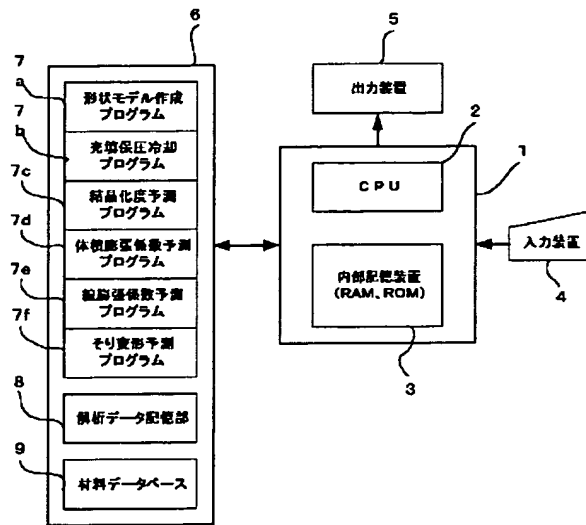 6
7a
形状モデル作成
プログラム
7b
充填保圧冷却
プログラム
7c
結晶化度予測
プログラム
7d
体積膨張係数予測
プログラム
7e
線膨張係数予測
プログラム
7f
そり変形予測
プログラム
8
解析データ記憶部
9
材料データベース
5
出力装置
2
1
CPU
内部記憶装置
(RAM、ROM)
3
入力装置
4